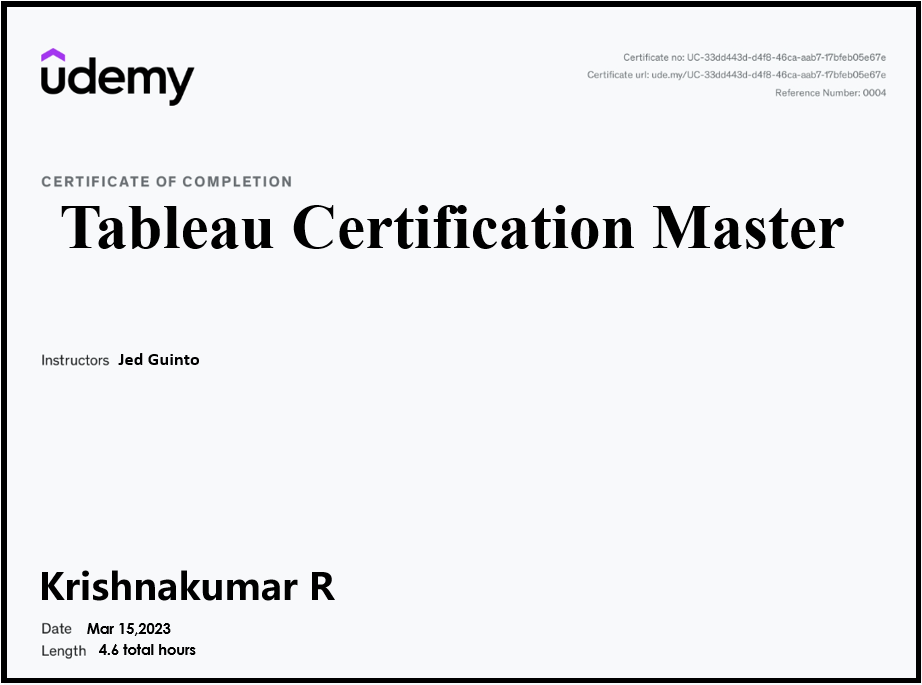 udemy
Certificate no: UC-33dd443d-d4f8-46ca-aab7-f7bfeb05e67e
Certificate url: ude.my/UC-33dd443d-d4f8-46ca-aab7-f7bfeb05e67e
Reference Number: 0004
CERTIFICATE OF COMPLETION
Tableau Certification Master
Instructors Jed Guinto
Krishnakumar R
Date Mar 15,2023
Length 4.6 total hours